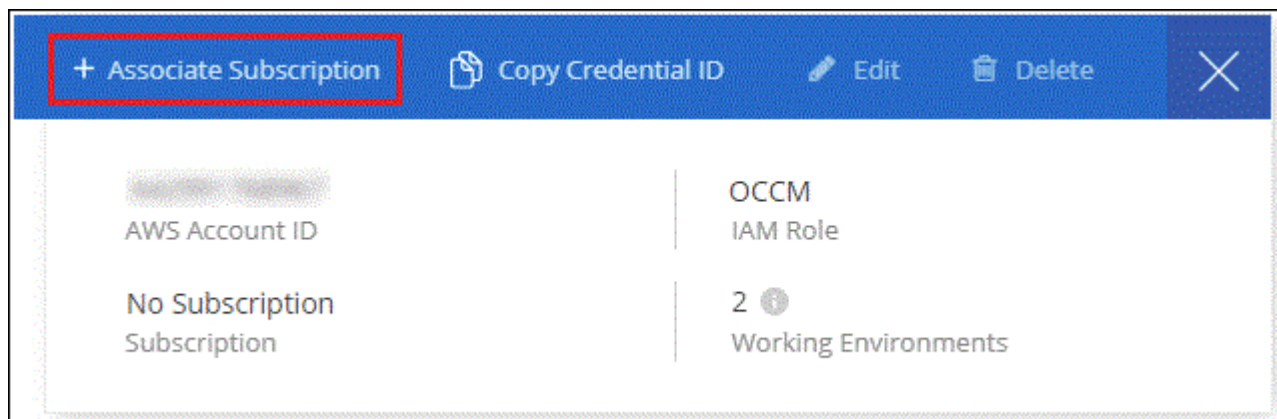 + Associate Subscription Copy Credential ID Edit Delete
OCCM
AWS Account ID IAM Role
No Subscription 2
Subscription Working Environments